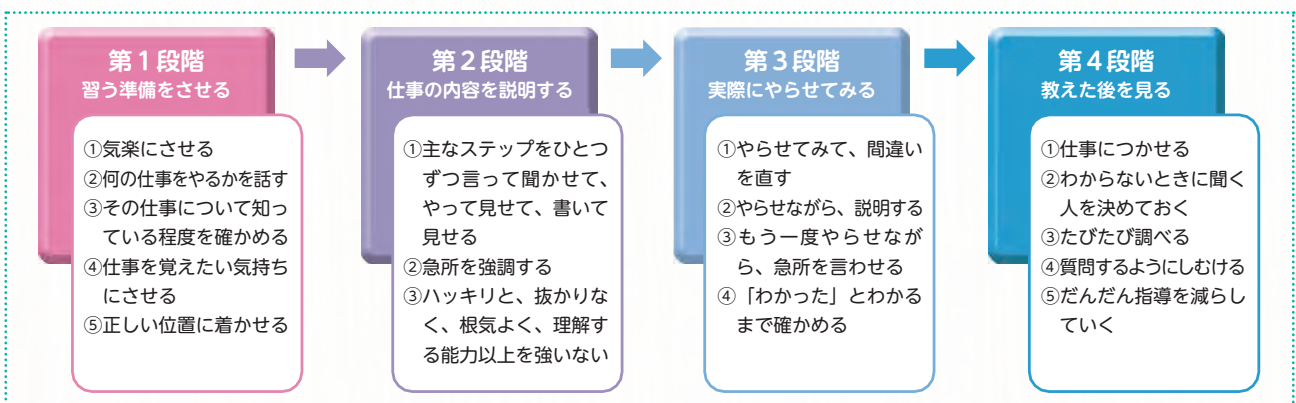 第１段階
習う準備をさせる
①気楽にさせる
②何の仕事をやるかを話す
③その仕事について知っ
ている程度を確かめる
④仕事を覚えたい気持ち
にさせる
⑤正しい位置に着かせる
第２段階
仕事の内容を説明する
①主なステップをひとつ
ずつ言って聞かせて、
やって見せて、書いて
見せる
②急所を強調する
③ハッキリと、抜かりな
く、根気よく、理解す
る能力以上を強いない
第３段階
実際にやらせてみる
①やらせてみて、間違い
を直す
②やらせながら、説明する
③もう一度やらせなが
ら、急所を言わせる
④「わかった」とわかる
まで確かめる
第４段階
教えた後を見る
①仕事につかせる
②わからないときに聞く
人を決めておく
③たびたび調べる
④質問するようにしむける
⑤だんだん指導を減らし
ていく